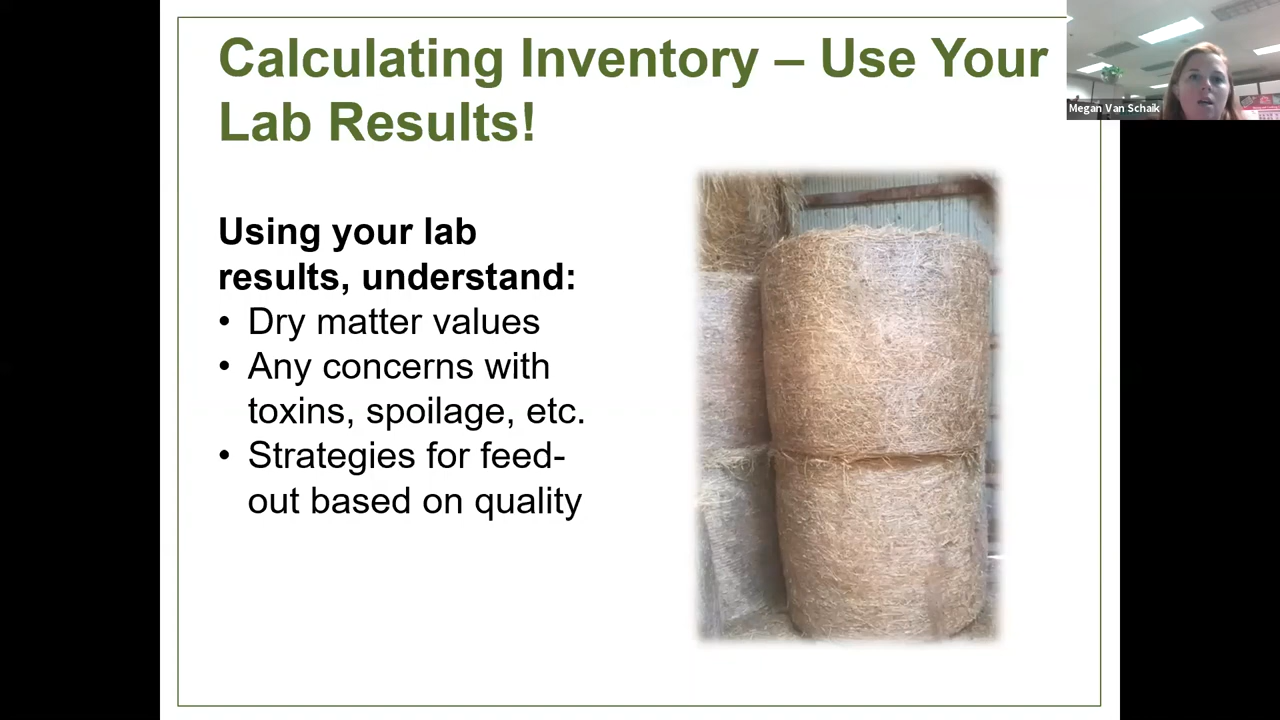 Calculating Inventory – Use Your
Lab Results!
Megan Van Schaik
Using your lab
results, understand:
• Dry matter values
• Any concerns with
toxins, spoilage, etc.
• Strategies for feed-
out based on quality